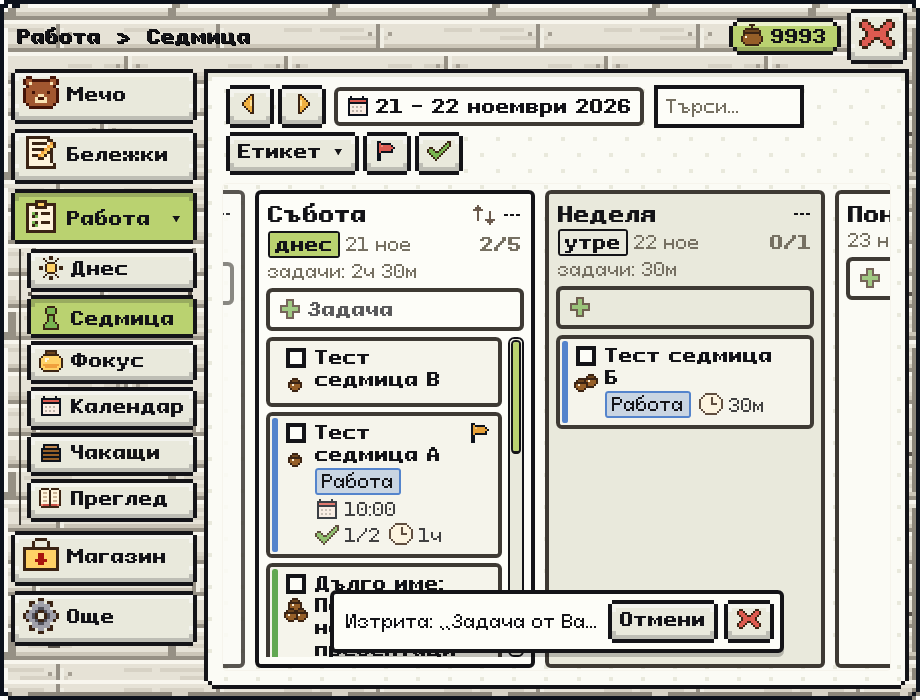 Работа > Седмица
9993
Мечо
Бележки
Работа
Днес
Седмица
Фокус
Календар
Чакащи
Преглед
Магазин
Още
21 – 22 ноември 2026
Търси...
Етикет
Събота
днес 21 ное 2/5
задачи: 2ч 30м
Задача
Тест
седмица В
Тест
седмица А
Работа
10:00
1/2 1ч
Дълго име:
Неделя
утре 22 ное 0/1
задачи: 30м
Тест седмица
Б
Работа 30м
Пон
23 н
Изтрита: „Задача от Ва...
Отмени